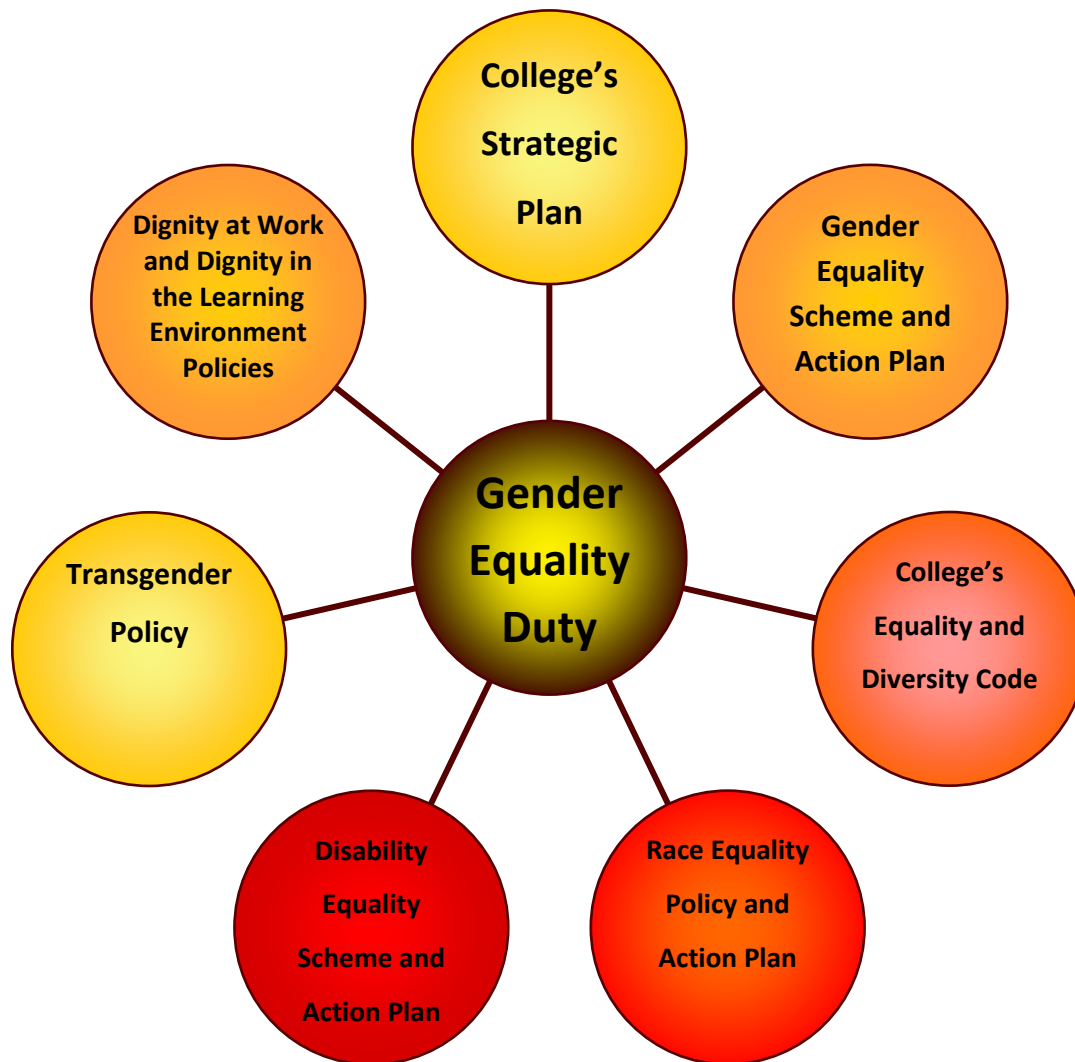 College’s
Strategic
Plan
Dignity at Work
and Dignity in
the Learning
Environment
Policies
Gender
Equality
Scheme and
Action Plan
Gender
Equality
Duty
Transgender
Policy
College’s
Equality and
Diversity Code
Disability
Equality
Scheme and
Action Plan
Race Equality
Policy and
Action Plan